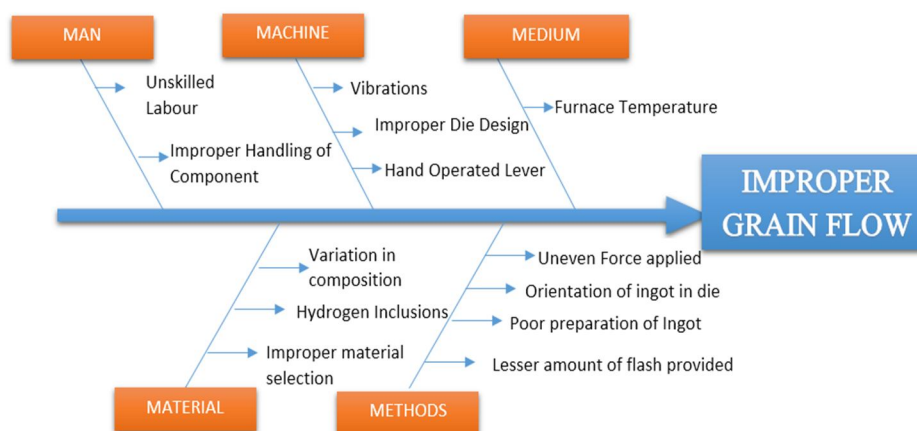 MAN
MACHINE
MEDIUM
Unskilled
Labour
Improper Handling of
Component
Vibrations
Improper Die Design
Hand Operated Lever
Furnace Temperature
IMPROPER
GRAIN FLOW
Variation in
composition
Hydrogen Inclusions
Improper material
selection
Uneven Force applied
Orientation of ingot in die
Poor preparation of Ingot
Lesser amount of flash provided
MATERIAL
METHODS